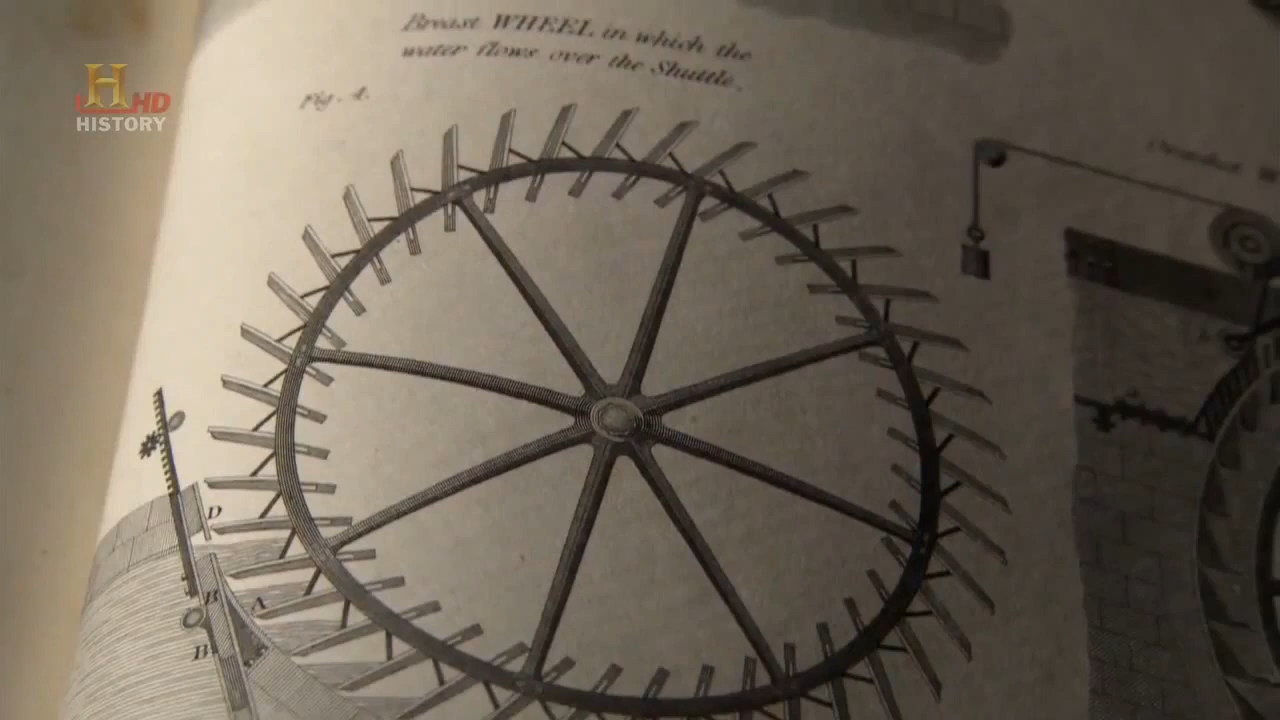 Breast WHEEL in which the
water flows over the Shuttle.
Fig. 4.
H HD
HISTORY
D
B
A
B